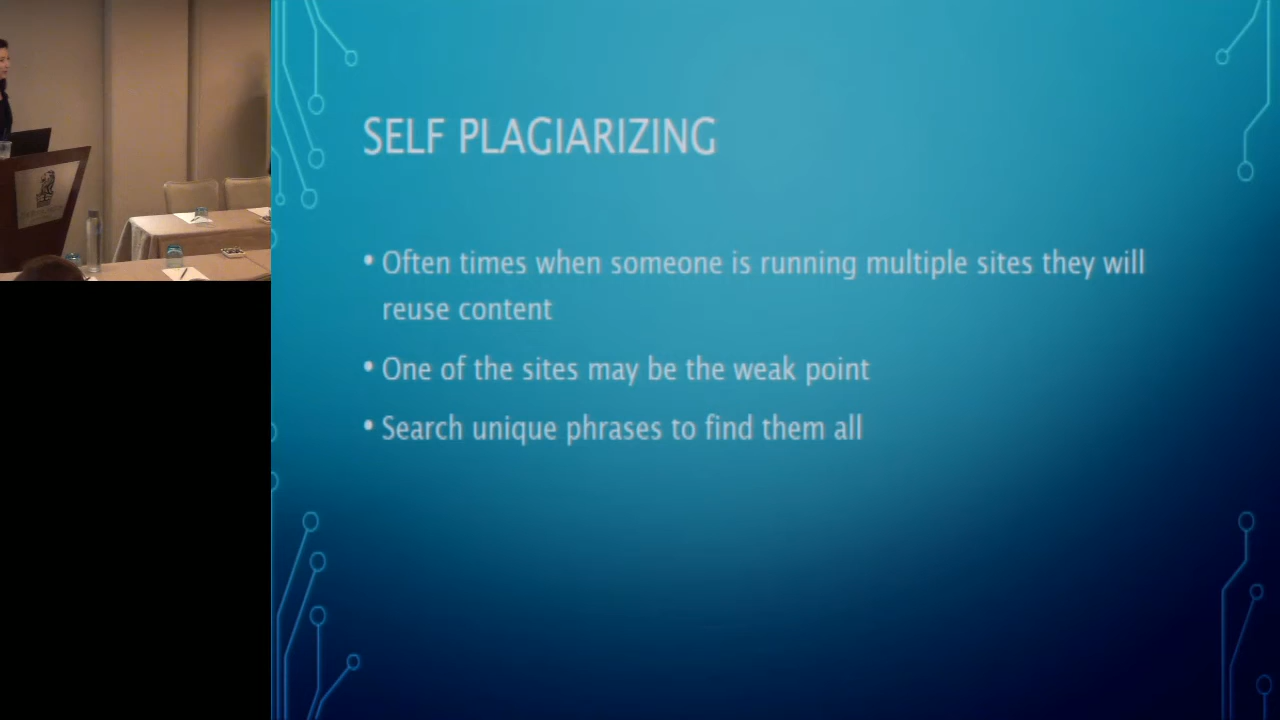 SELF PLAGIARIZING
• Often times when someone is running multiple sites they will
reuse content
• One of the sites may be the weak point
• Search unique phrases to find them all